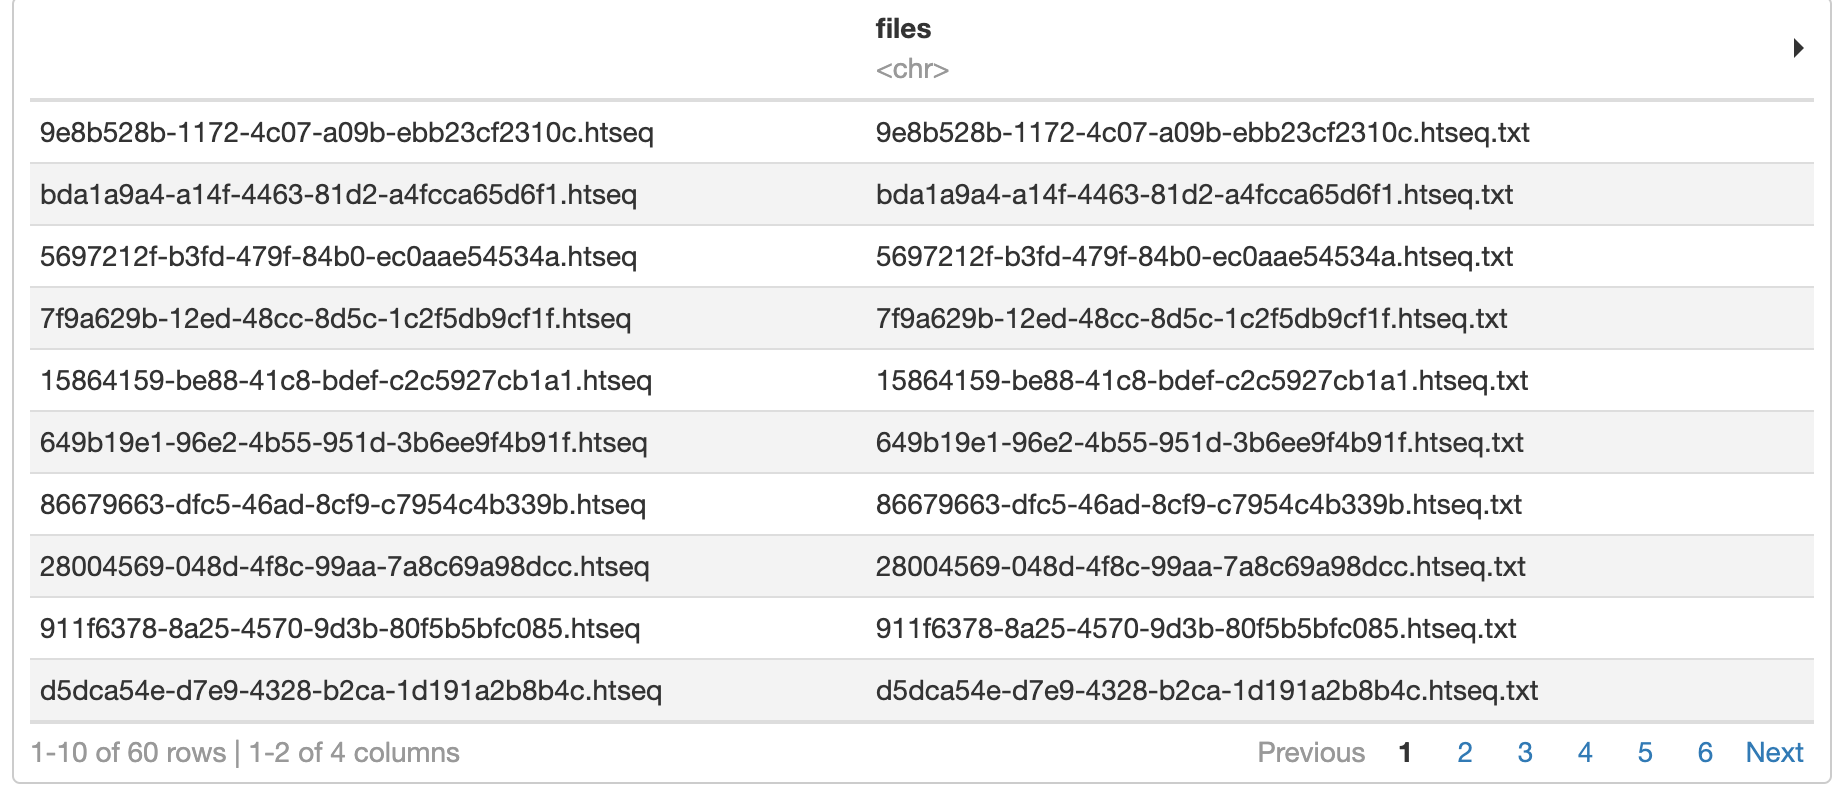 files
<chr>
9e8b528b-1172-4c07-a09b-ebb23cf2310c.htseq 9e8b528b-1172-4c07-a09b-ebb23cf2310c.htseq.txt
bda1a9a4-a14f-4463-81d2-a4fcca65d6f1.htseq bda1a9a4-a14f-4463-81d2-a4fcca65d6f1.htseq.txt
5697212f-b3fd-479f-84b0-ec0aae54534a.htseq 5697212f-b3fd-479f-84b0-ec0aae54534a.htseq.txt
7f9a629b-12ed-48cc-8d5c-1c2f5db9cf1f.htseq 7f9a629b-12ed-48cc-8d5c-1c2f5db9cf1f.htseq.txt
15864159-be88-41c8-bdef-c2c5927cb1a1.htseq 15864159-be88-41c8-bdef-c2c5927cb1a1.htseq.txt
649b19e1-96e2-4b55-951d-3b6ee9f4b91f.htseq 649b19e1-96e2-4b55-951d-3b6ee9f4b91f.htseq.txt
86679663-dfc5-46ad-8cf9-c7954c4b339b.htseq 86679663-dfc5-46ad-8cf9-c7954c4b339b.htseq.txt
28004569-048d-4f8c-99aa-7a8c69a98dcc.htseq 28004569-048d-4f8c-99aa-7a8c69a98dcc.htseq.txt
911f6378-8a25-4570-9d3b-80f5b5bfc085.htseq 911f6378-8a25-4570-9d3b-80f5b5bfc085.htseq.txt
d5dca54e-d7e9-4328-b2ca-1d191a2b8b4c.htseq d5dca54e-d7e9-4328-b2ca-1d191a2b8b4c.htseq.txt
1-10 of 60 rows | 1-2 of 4 columns Previous 1 2 3 4 5 6 Next